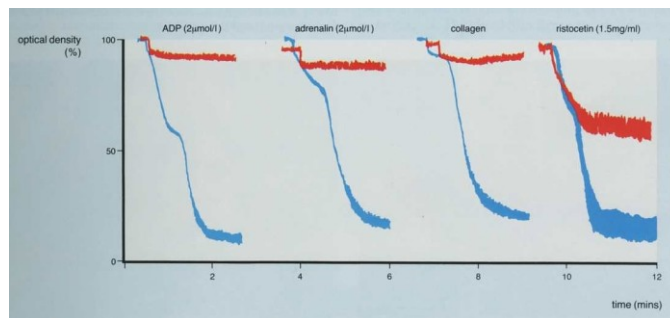 ADP (2μmol/l)
adrenalin (2μmol/l)
collagen
ristocetin (1.5mg/ml)
optical density
(%)
100
50
0
2
4
6
8
10
12
time (mins)